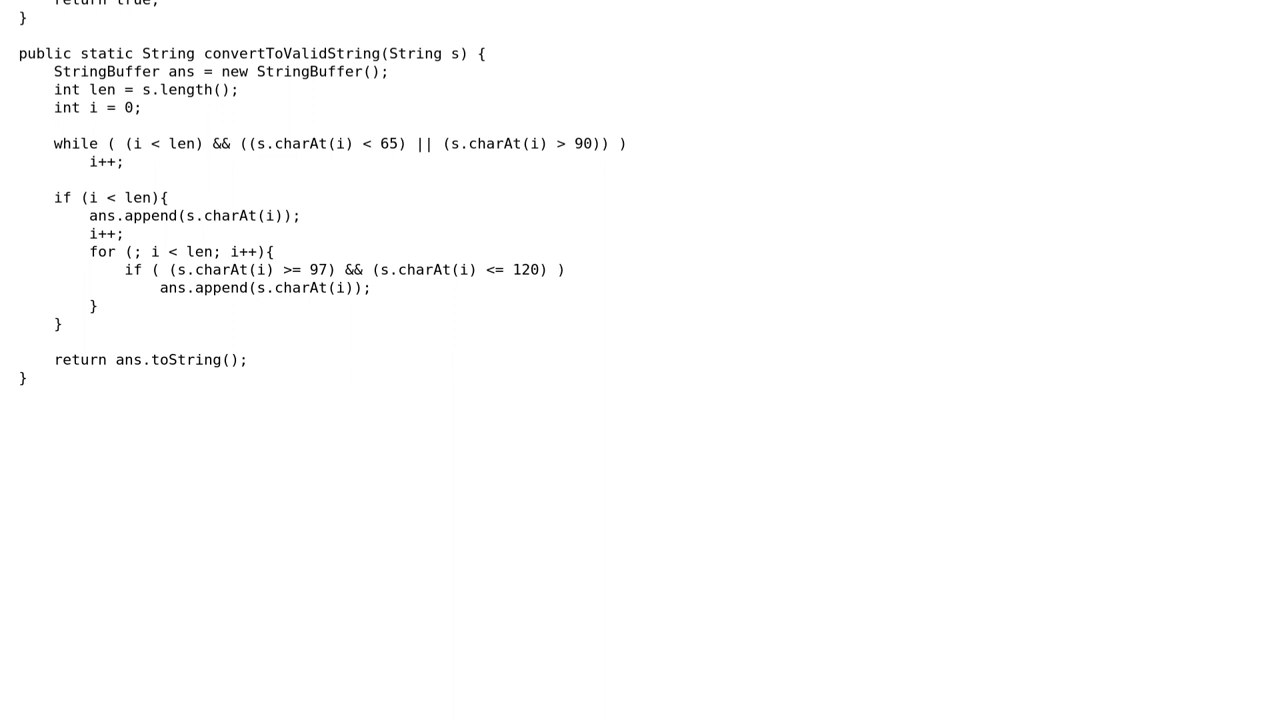 return true;
}
public static String convertToValidString(String s) {
StringBuffer ans = new StringBuffer();
int len = s.length();
int i = 0;
while ( (i < len) && ((s.charAt(i) < 65) || (s.charAt(i) > 90)) )
i++;
if (i < len){
ans.append(s.charAt(i));
i++;
for (; i < len; i++){
if ( (s.charAt(i) >= 97) && (s.charAt(i) <= 120) )
ans.append(s.charAt(i));
}
}
return ans.toString();
}